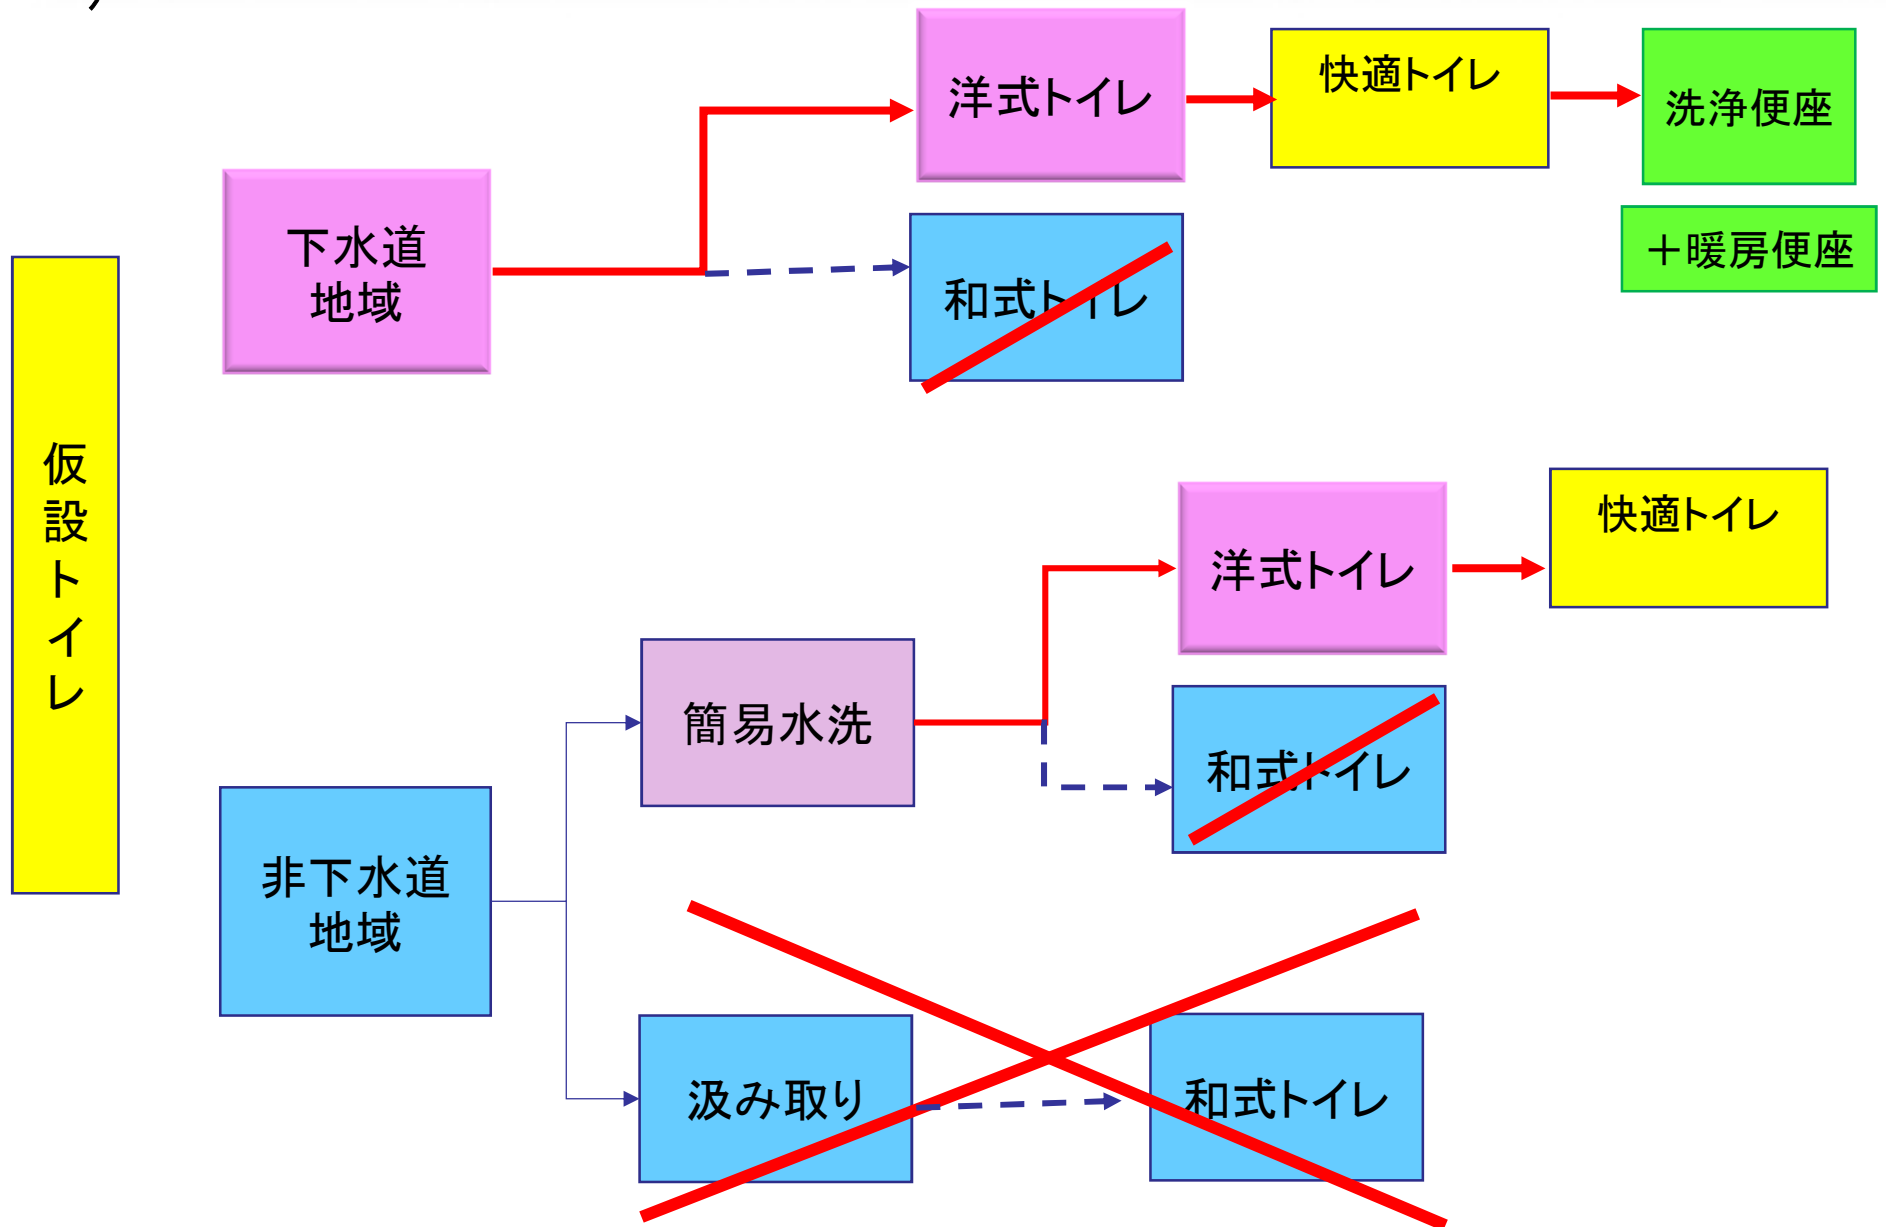 仮設トイレ
下水道
地域
洋式トイレ
快適トイレ
洗浄便座
+暖房便座
和式トイレ
非下水道
地域
簡易水洗
洋式トイレ
快適トイレ
和式トイレ
汲み取り
和式トイレ